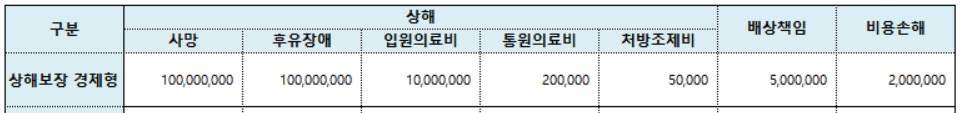 구분 상해 배상책임 비용손해
사망 후유장애 입원의료비 통원의료비 처방조제비
상해보장 경제형 100,000,000 100,000,000 10,000,000 200,000 50,000 5,000,000 2,000,000